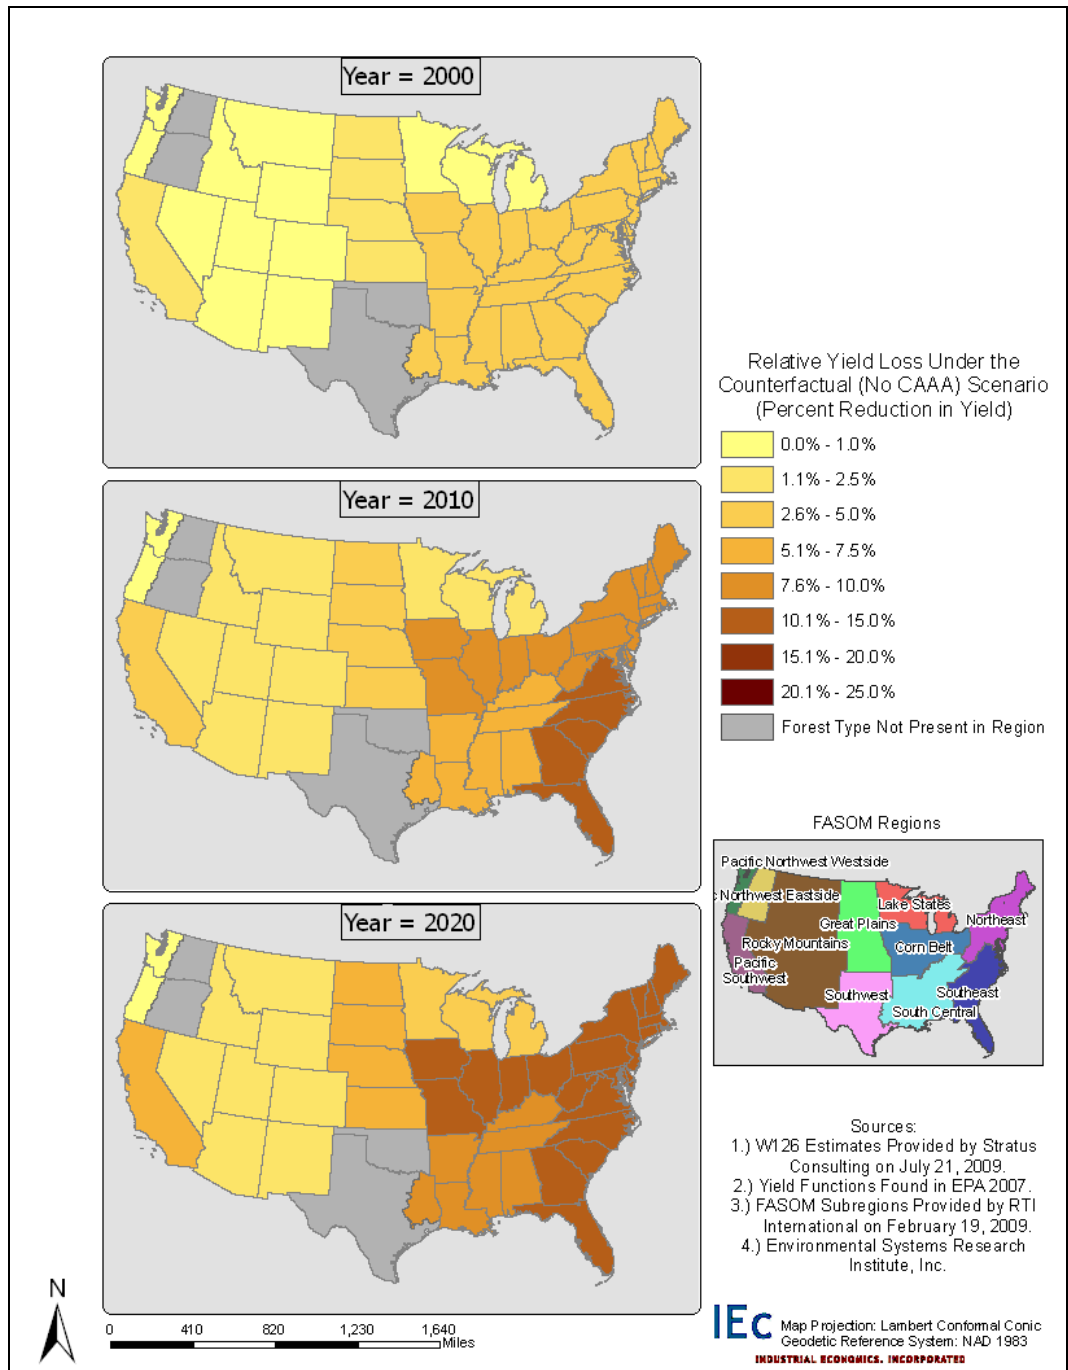 Year = 2000
Year = 2010
Year = 2020
Relative Yield Loss Under the
Counterfactual (No CAAA) Scenario
(Percent Reduction in Yield)
0.0% - 1.0%
1.1% - 2.5%
2.6% - 5.0%
5.1% - 7.5%
7.6% - 10.0%
10.1% - 15.0%
15.1% - 20.0%
20.1% - 25.0%
Forest Type Not Present in Region
FASOM Regions
Pacific Northwest Westside
c Northwest Eastside
Lake States
Great Plains
Northeast
Rocky Mountains
Corn Belt
Pacific
Southwest
Southwest
Southeast
South Central
Sources:
1.) W126 Estimates Provided by Stratus
Consulting on July 21, 2009.
2.) Yield Functions Found in EPA 2007.
3.) FASOM Subregions Provided by RTI
International on February 19, 2009.
4.) Environmental Systems Research
Institute, Inc.
N
0 410 820 1,230 1,640
Miles
IEc
Map Projection: Lambert Conformal Conic
Geodetic Reference System: NAD 1983
INDUSTRIAL ECONOMICS, INCORPORATED